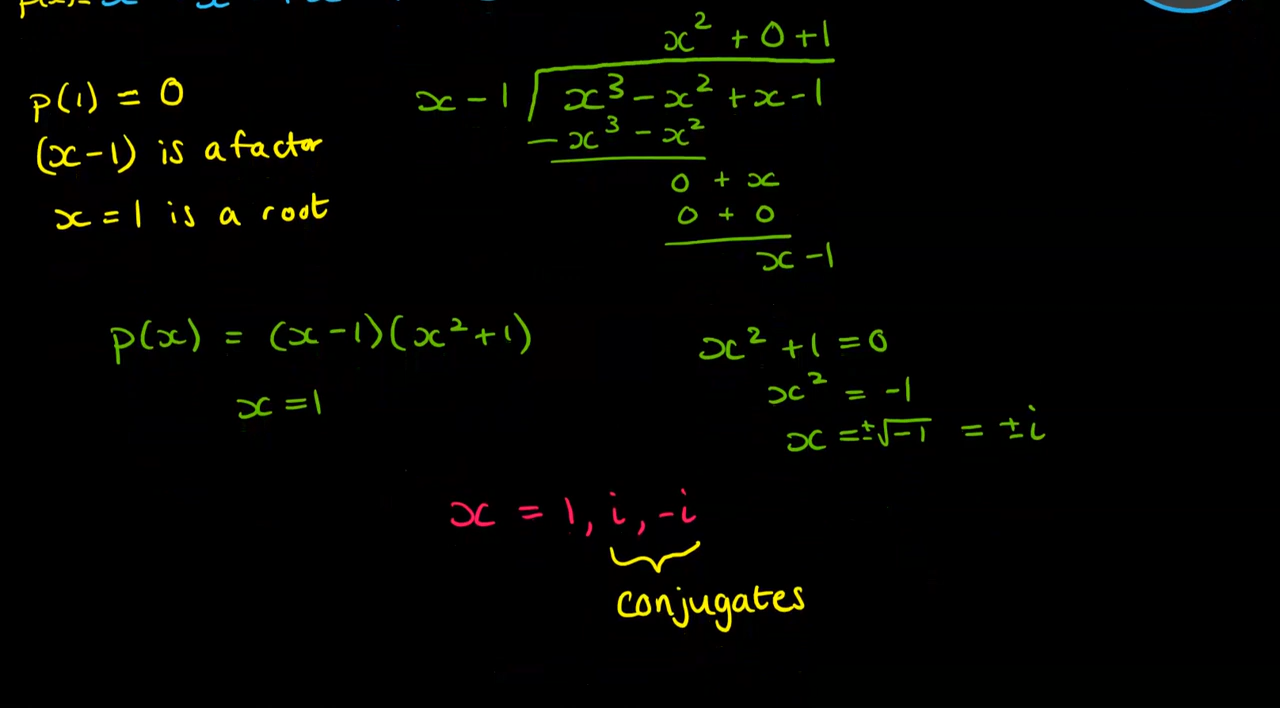 x² + 0 + 1
p(1) = 0
x - 1 √ x³ - x² + x - 1
- x³ - x²
(x-1) is a factor
0 + x
x = 1 is a root
0 + 0
x - 1
p(x) = (x-1)(x²+1)
x² + 1 = 0
x = 1
x² = -1
x = ±√-1 = ±i
x = 1, i, -i
conjugates